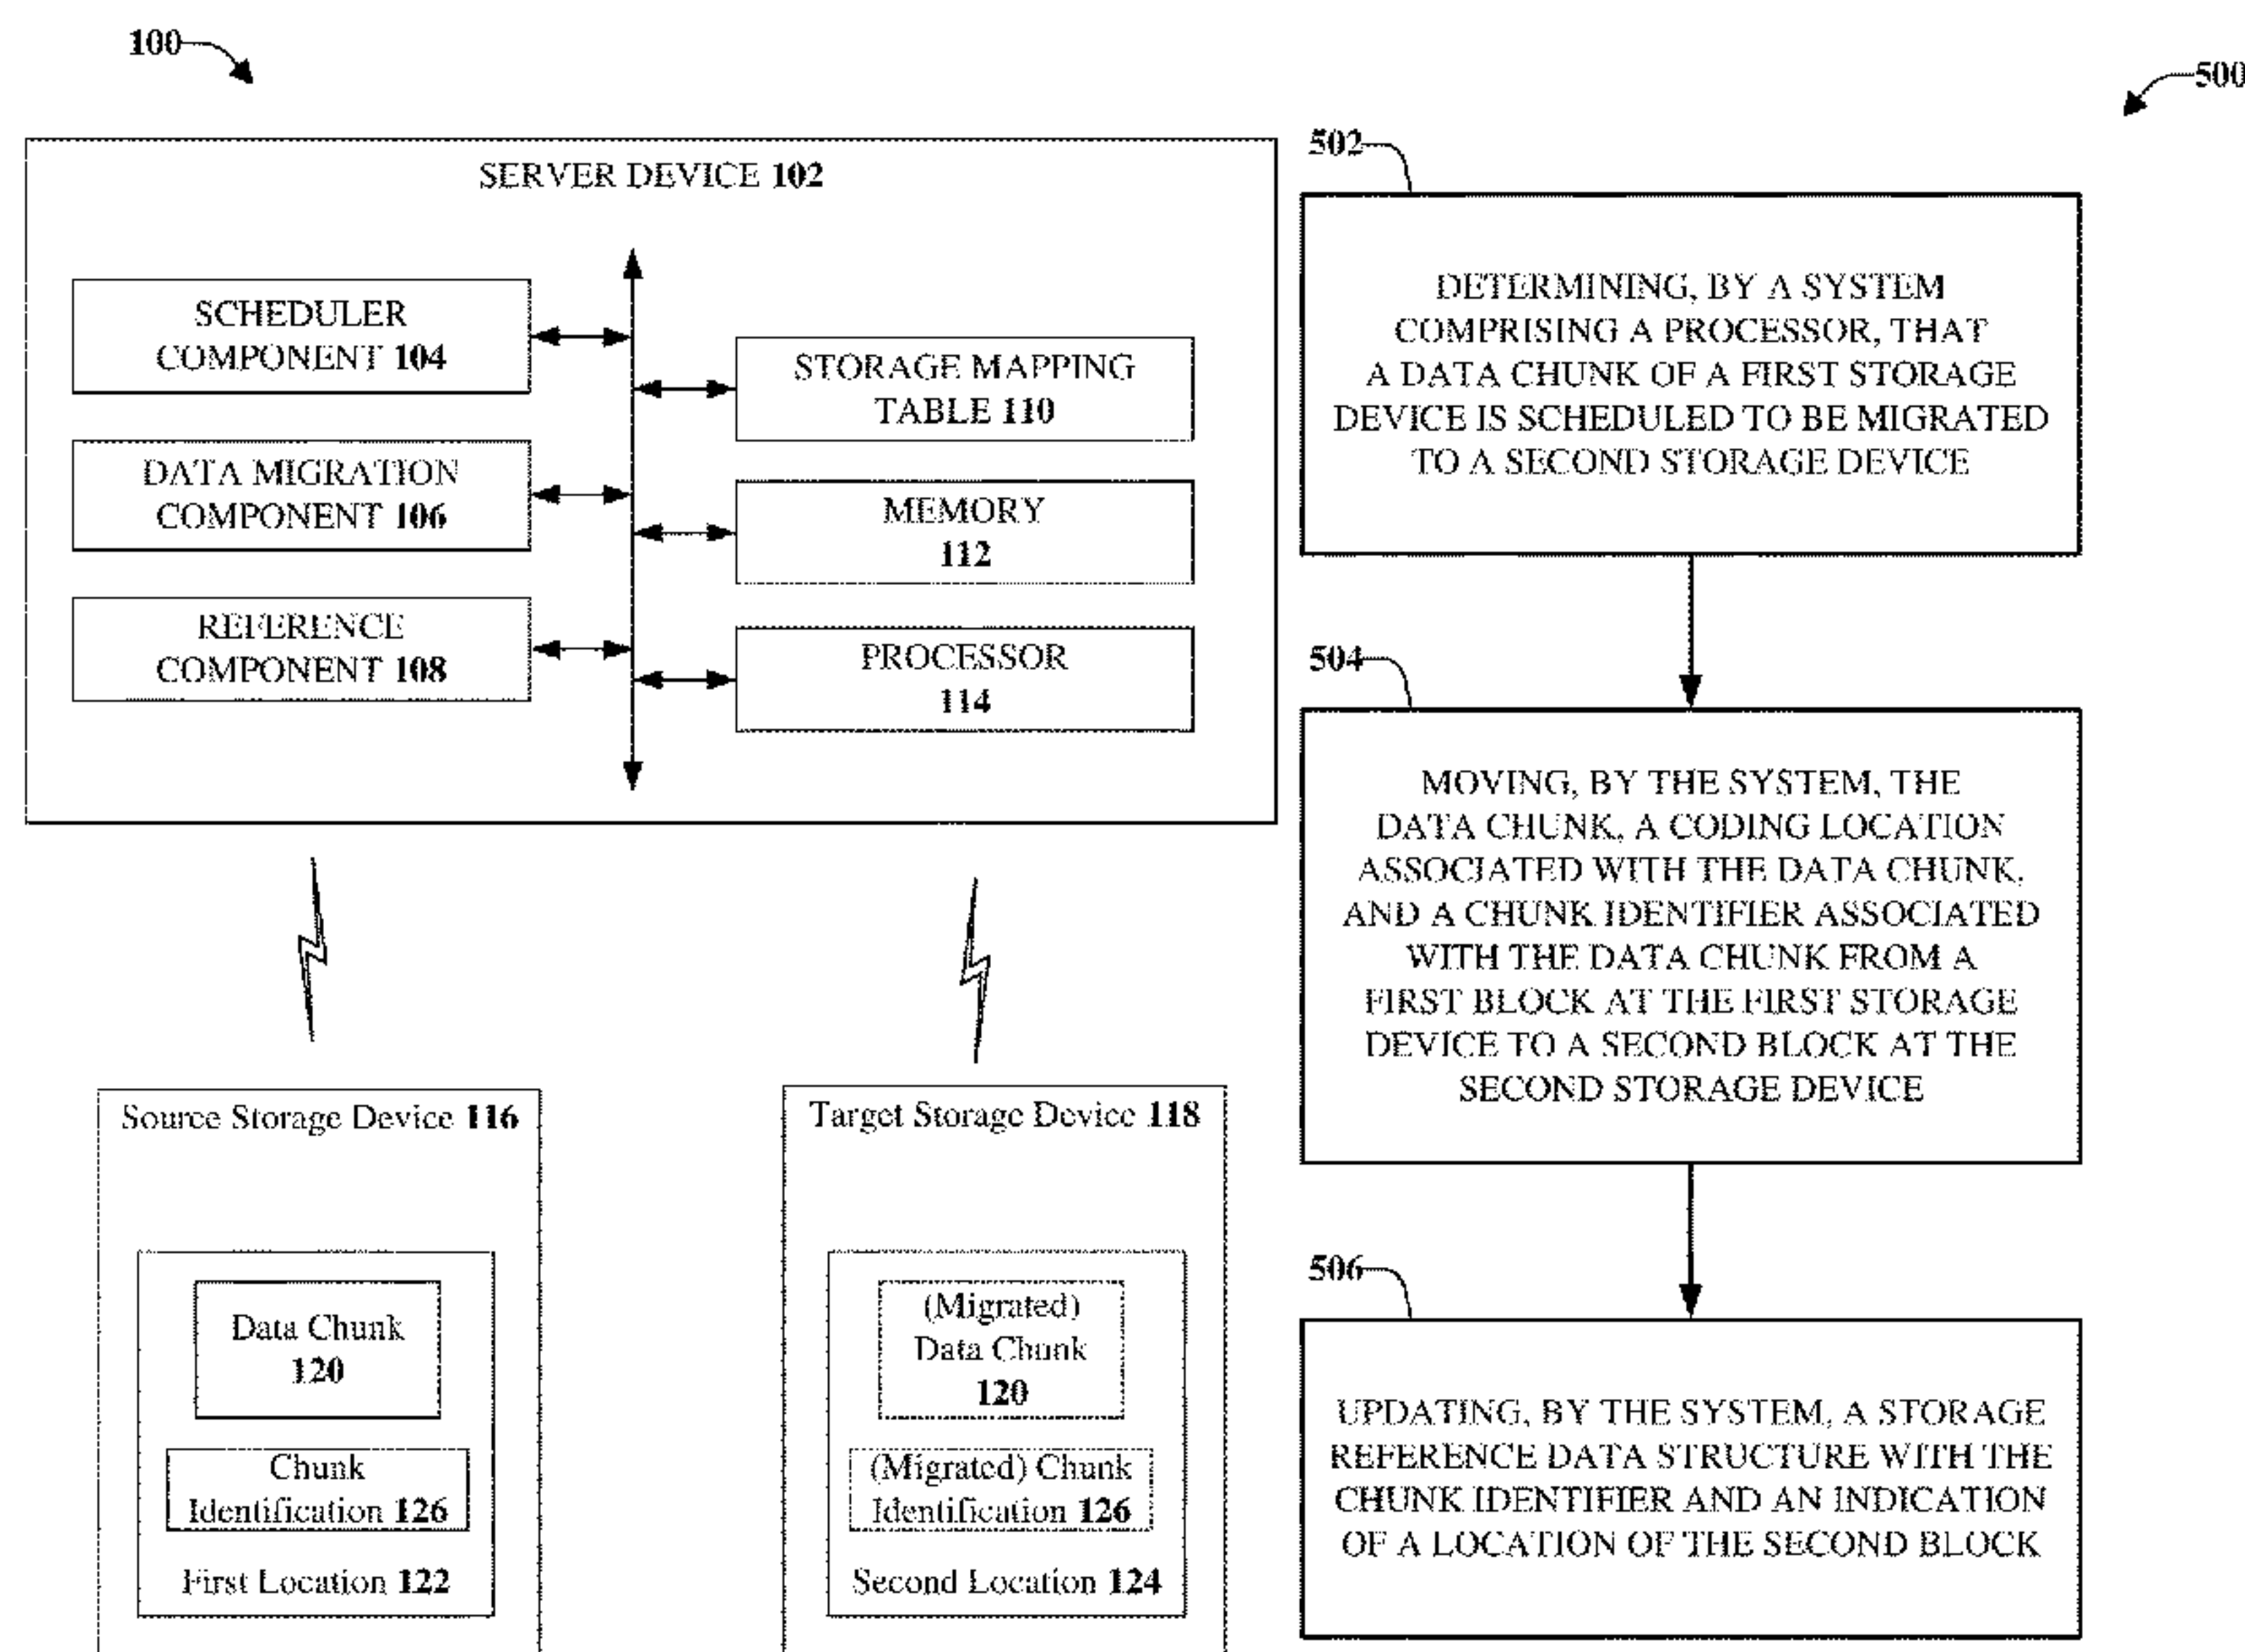 100
SERVER DEVICE 102
SCHEDULER
COMPONENT 104
DATA MIGRATION
COMPONENT 106
REFERENCE
COMPONENT 108
STORAGE MAPPING
TABLE 110
MEMORY
112
PROCESSOR
114
Source Storage Device 116
Data Chunk
120
Chunk
Identification 126
First Location 122
Target Storage Device 118
(Migrated)
Data Chunk
120
(Migrated) Chunk
Identification 126
Second Location 124
500
502
DETERMINING, BY A SYSTEM
COMPRISING A PROCESSOR, THAT
A DATA CHUNK OF A FIRST STORAGE
DEVICE IS SCHEDULED TO BE MIGRATED
TO A SECOND STORAGE DEVICE
504
MOVING, BY THE SYSTEM, THE
DATA CHUNK, A CODING LOCATION
ASSOCIATED WITH THE DATA CHUNK,
AND A CHUNK IDENTIFIER ASSOCIATED
WITH THE DATA CHUNK FROM A
FIRST BLOCK AT THE FIRST STORAGE
DEVICE TO A SECOND BLOCK AT THE
SECOND STORAGE DEVICE
506
UPDATING, BY THE SYSTEM, A STORAGE
REFERENCE DATA STRUCTURE WITH THE
CHUNK IDENTIFIER AND AN INDICATION
OF A LOCATION OF THE SECOND BLOCK